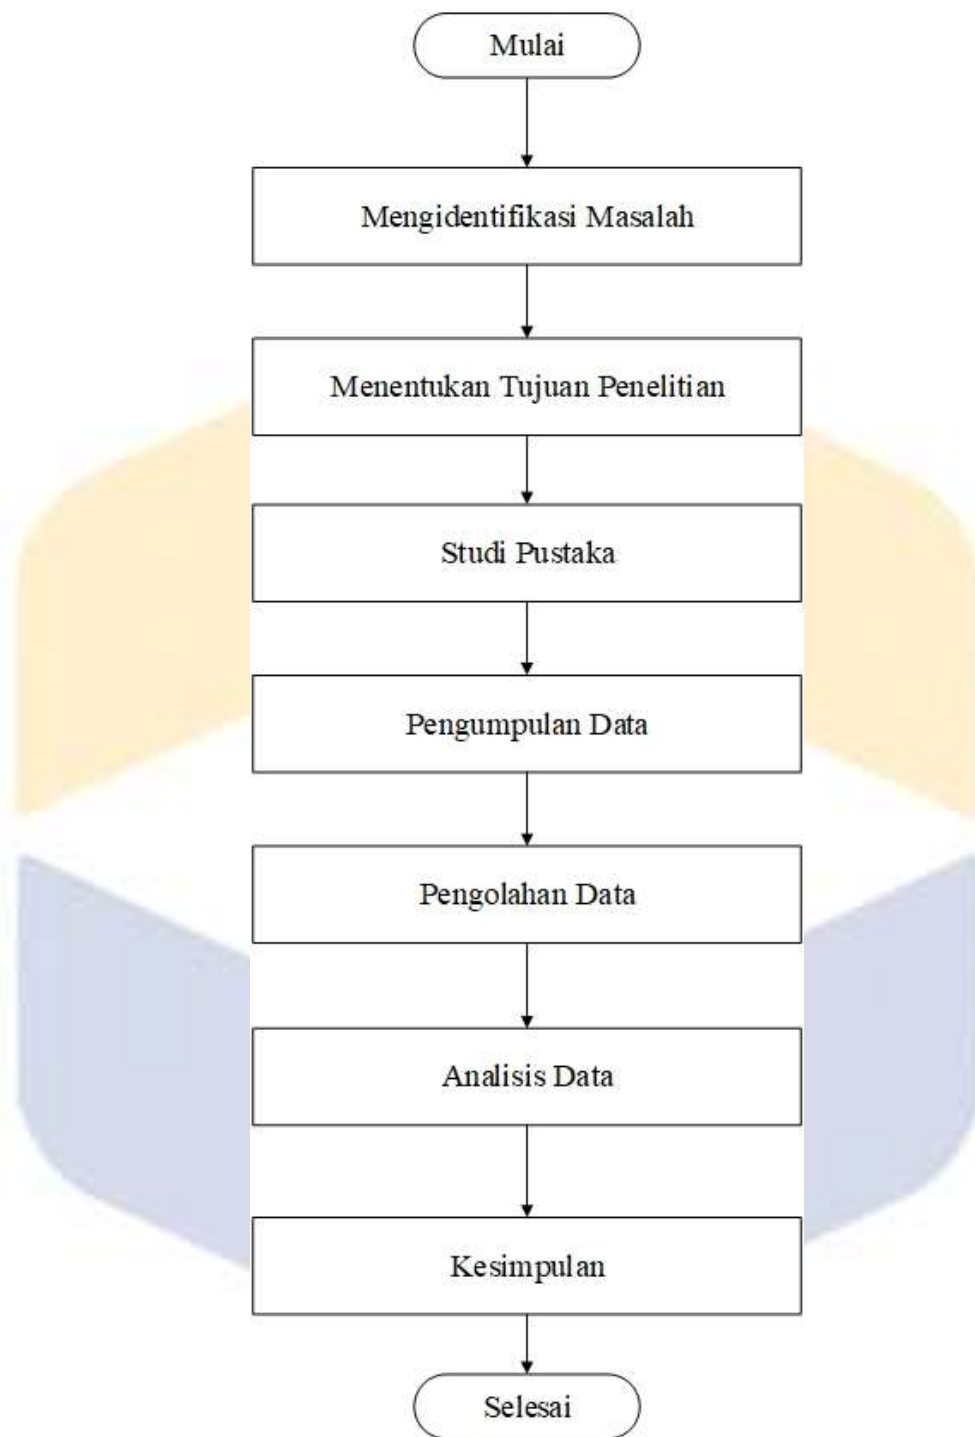 Mulai
Mengidentifikasi Masalah
Menentukan Tujuan Penelitian
Studi Pustaka
Pengumpulan Data
Pengolahan Data
Analisis Data
Kesimpulan
Selesai